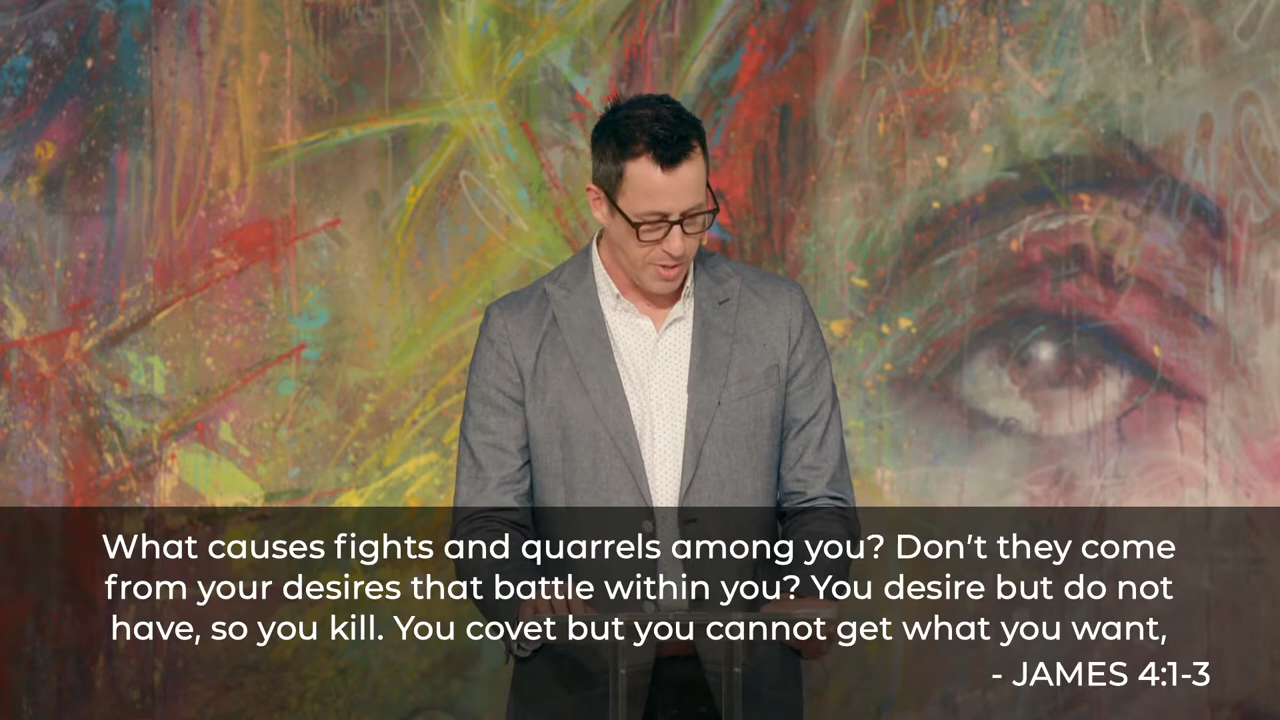 What causes fights and quarrels among you? Don’t they come
from your desires that battle within you? You desire but do not
have, so you kill. You covet but you cannot get what you want,
- JAMES 4:1-3